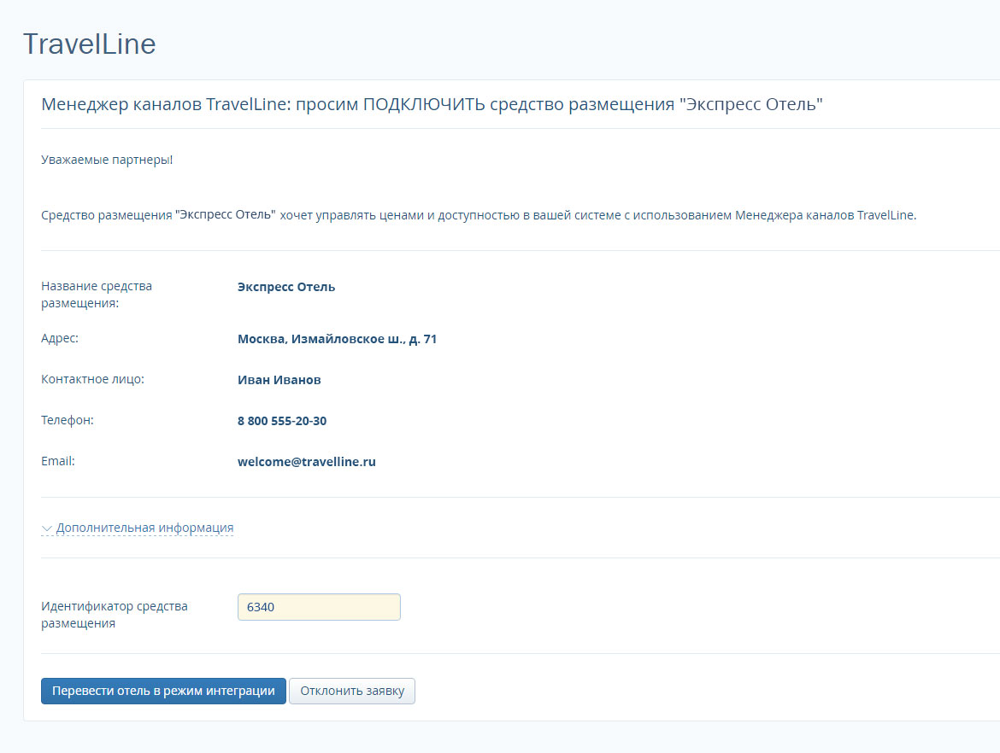 TravelLine
Менеджер каналов TravelLine: просим ПОДКЛЮЧИТЬ средство размещения "Экспресс Отель"
Уважаемые партнеры!
Средство размещения "Экспресс Отель" хочет управлять ценами и доступностью в вашей системе с использованием Менеджера каналов TravelLine.
Название средства
размещения:
Экспресс Отель
Адрес:
Москва, Измайловское ш., д. 71
Контактное лицо:
Иван Иванов
Телефон:
8 800 555-20-30
Email:
welcome@travelline.ru
Дополнительная информация
Идентификатор средства
размещения
6340
Перевести отель в режим интеграции
Отклонить заявку